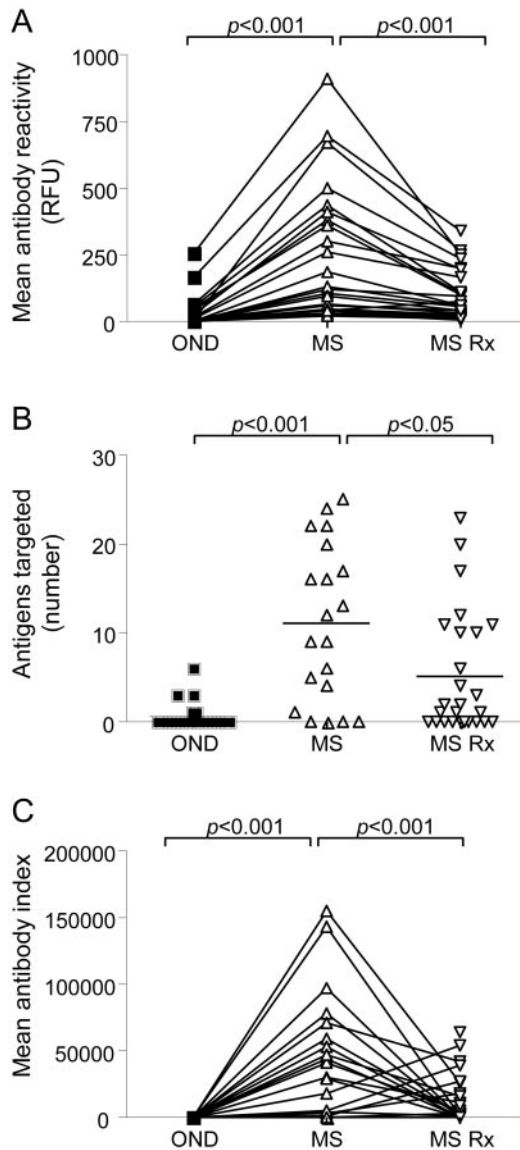 A
p<0.001 p<0.001
1000
750
500
250
0
Mean antibody reactivity
(RFU)
OND MS MS Rx
B
p<0.001 p<0.05
30
20
10
0
Antigens targeted
(number)
OND MS MS Rx
C
p<0.001 p<0.001
200000
150000
100000
50000
0
Mean antibody index
OND MS MS Rx